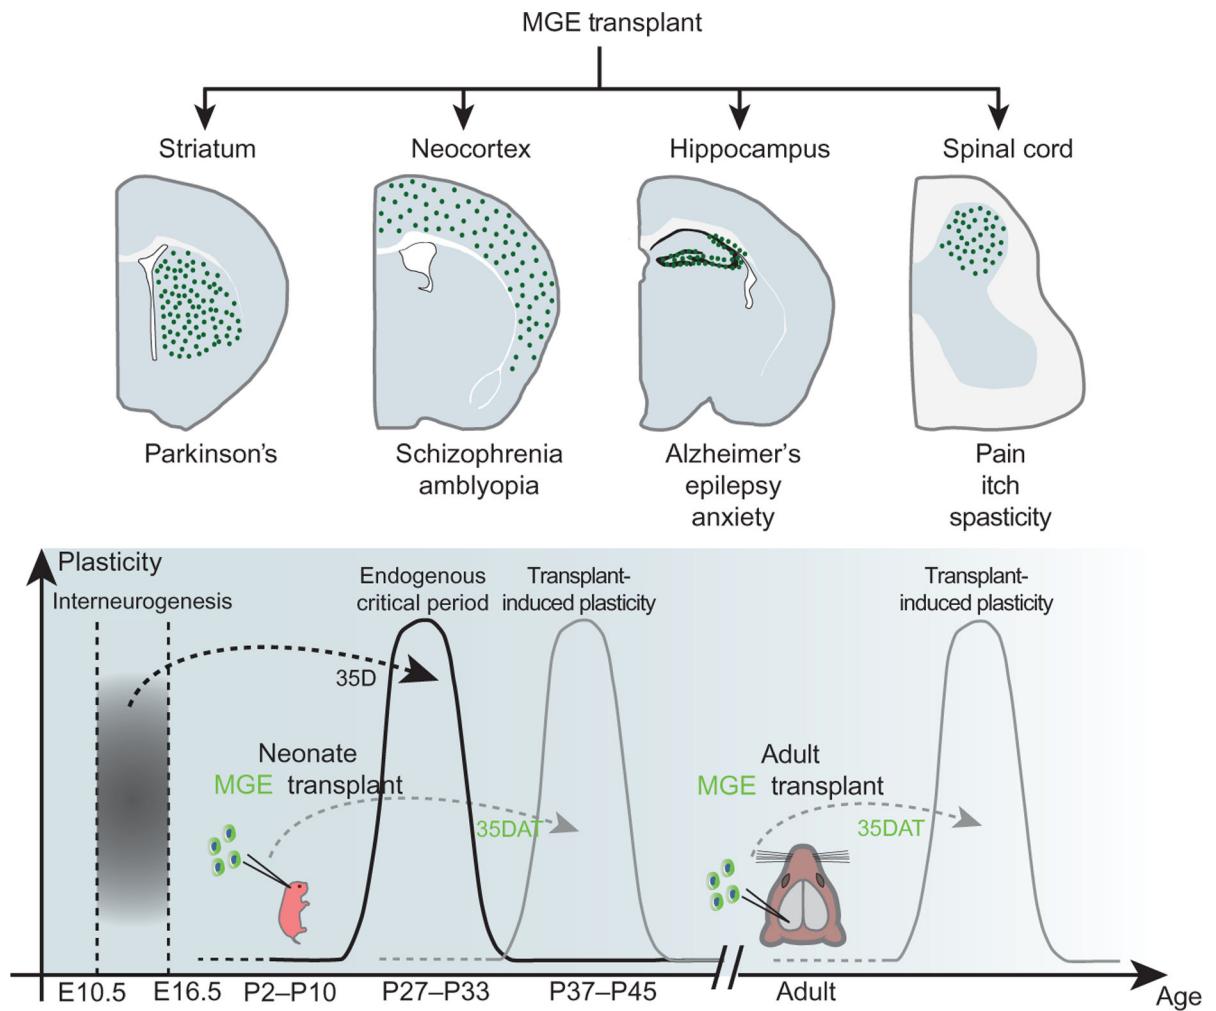 MGE transplant
Striatum
Neocortex
Hippocampus
Spinal cord
Parkinson's
Schizophrenia
amblyopia
Alzheimer's
epilepsy
anxiety
Pain
itch
spasticity
Plasticity
Interneurogenesis
Endogenous
critical period
Transplant-
induced plasticity
Transplant-
induced plasticity
35D
Neonate
MGE transplant
35DAT
Adult
MGE transplant
35DAT
E10.5
E16.5
P2–P10
P27–P33
P37–P45
Adult
Age